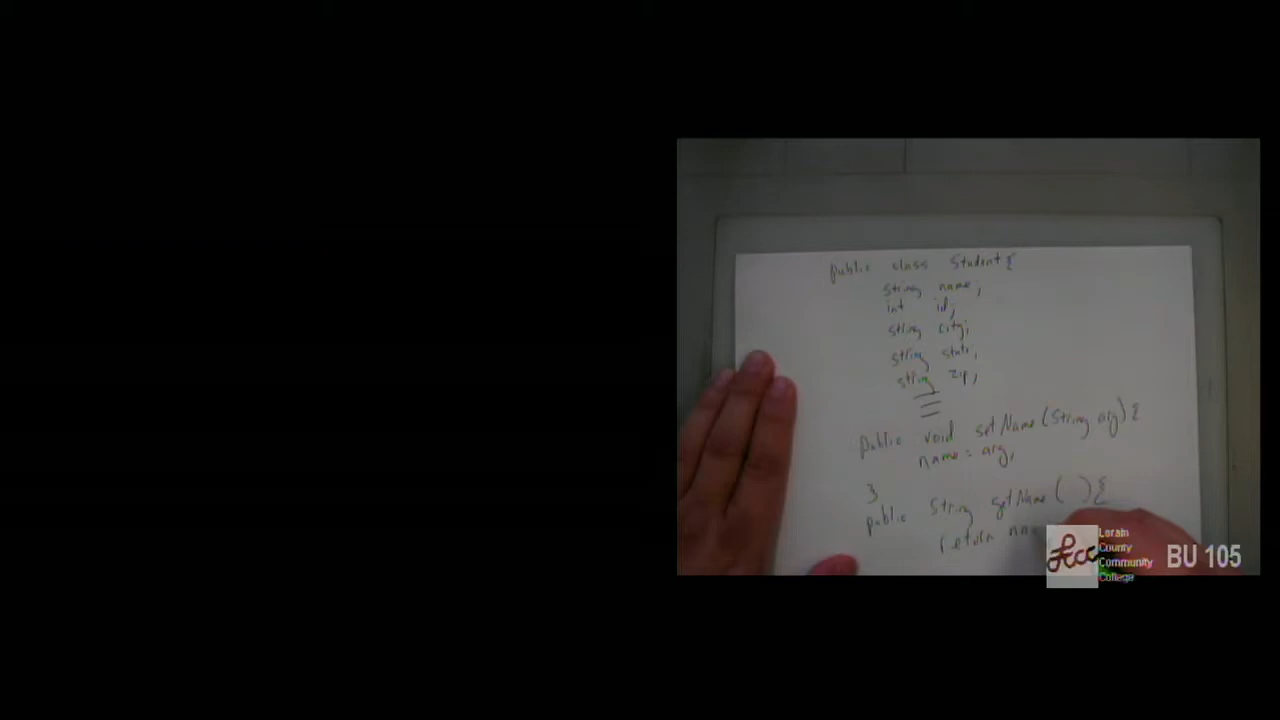 public class Student {
string name;
int id;
string city;
string state;
string zip;
public void setName(String arg) {
name = arg;
}
public String getName( ) {
return
Lorain
County
Community
College
lccc
BU 105